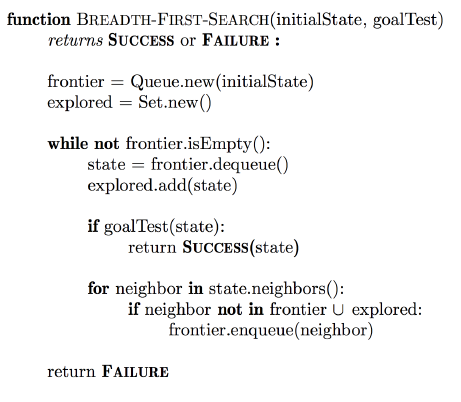 function BREADTH-FIRST-SEARCH(initialState, goalTest)
returns SUCCESS or FAILURE :
frontier = Queue.new(initialState)
explored = Set.new()
while not frontier.isEmpty():
state = frontier.dequeue()
explored.add(state)
if goalTest(state):
return SUCCESS(state)
for neighbor in state.neighbors():
if neighbor not in frontier ∪ explored:
frontier.enqueue(neighbor)
return FAILURE